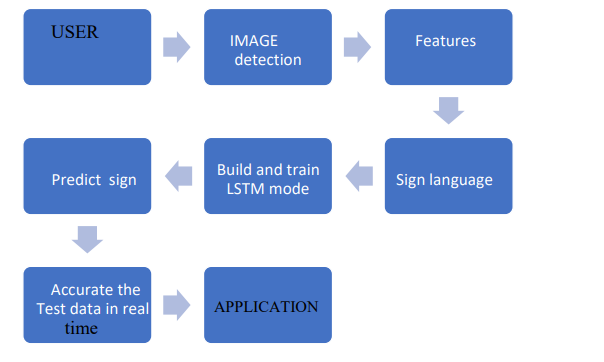 USER
IMAGE
detection
Features
Sign language
Build and train
LSTM mode
Predict sign
Accurate the
Test data in real
time
APPLICATION